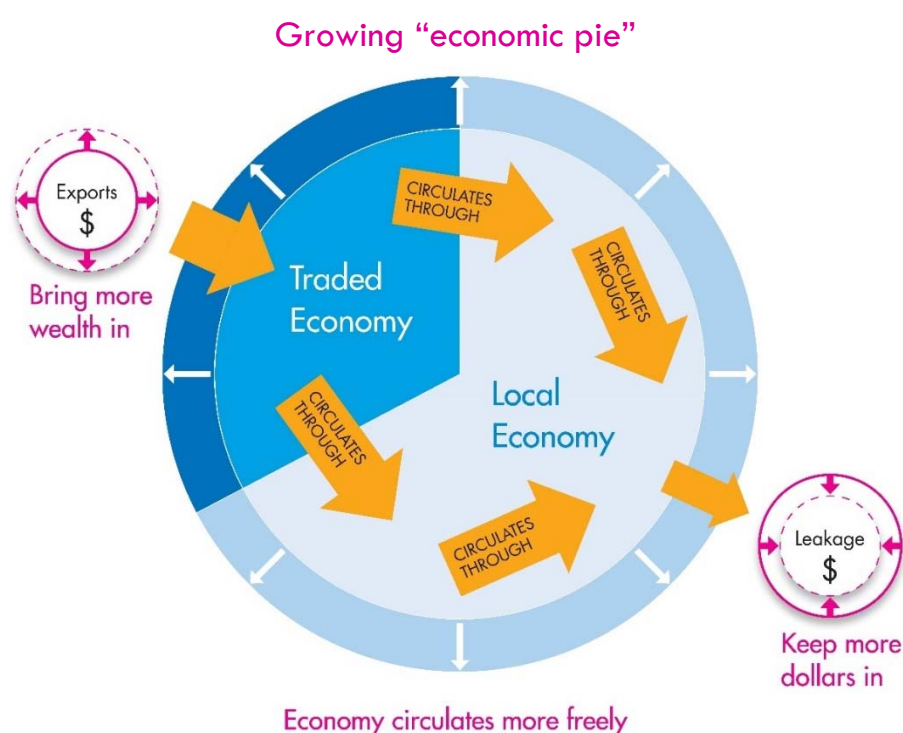 Growing “economic pie”
Exports
$
Bring more
wealth in
CIRCULATES
THROUGH
CIRCULATES
THROUGH
Traded
Economy
CIRCULATES
THROUGH
Local
Economy
CIRCULATES
THROUGH
Leakage
$
Keep more
dollars in
Economy circulates more freely